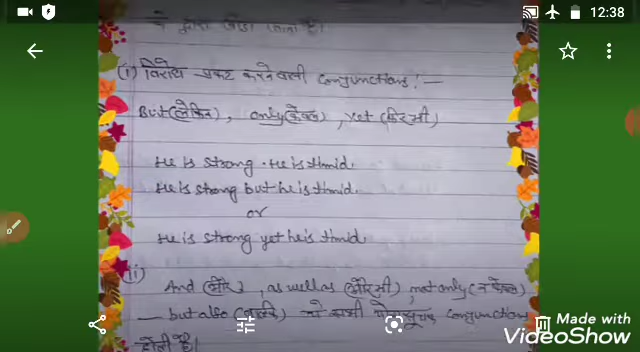 12:38
के द्वारा जोड़ा जाता है।
(i) विरोध प्रकट करने वाली conjunctions! —
But (लेकिन), only (केवल), yet (फिर भी)
He is strong. He is timid.
He is strong but he is timid.
or
He is strong yet he is timid.
(ii)
And (और), as well as (और भी) not only (न केवल)
— but also (बल्कि) conjunctions
होती है।
Made with
VideoShow